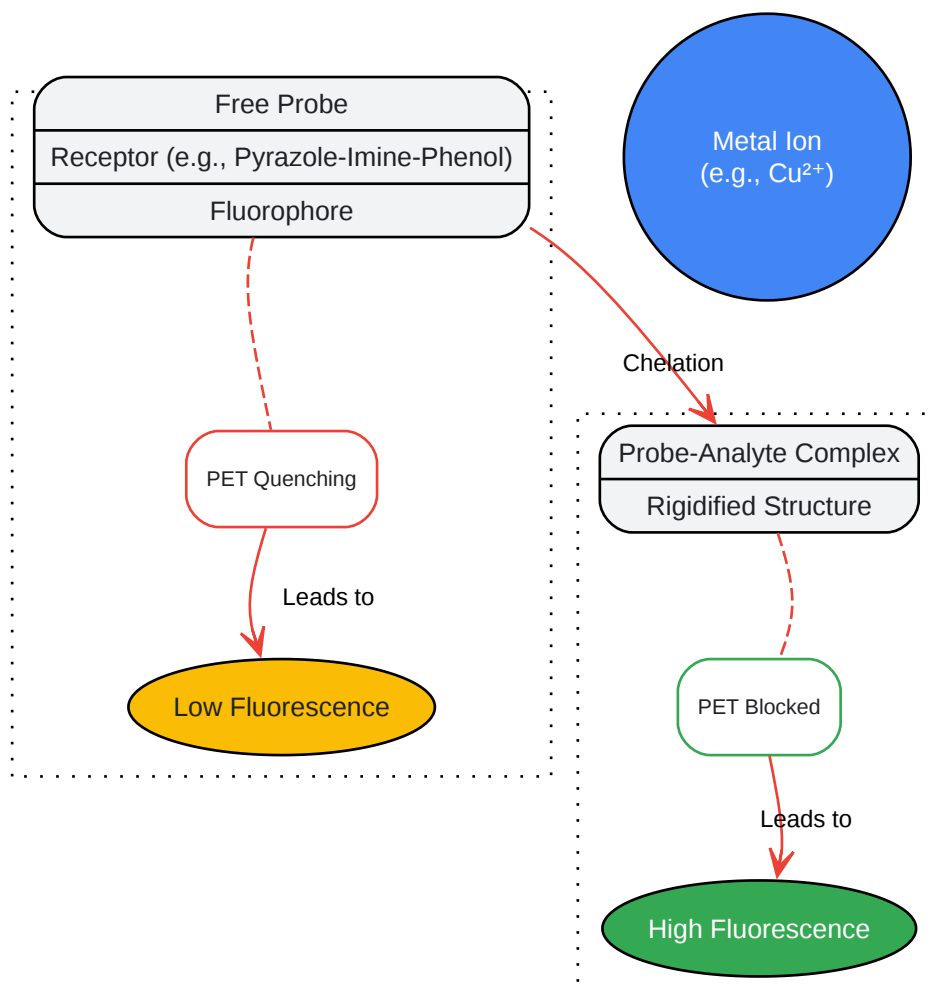 Free Probe
Receptor (e.g., Pyrazole-Imine-Phenol)
Fluorophore
Metal Ion
(e.g., Cu²⁺)
Chelation
PET Quenching
Probe-Analyte Complex
Rigidified Structure
Leads to
Low Fluorescence
PET Blocked
Leads to
High Fluorescence